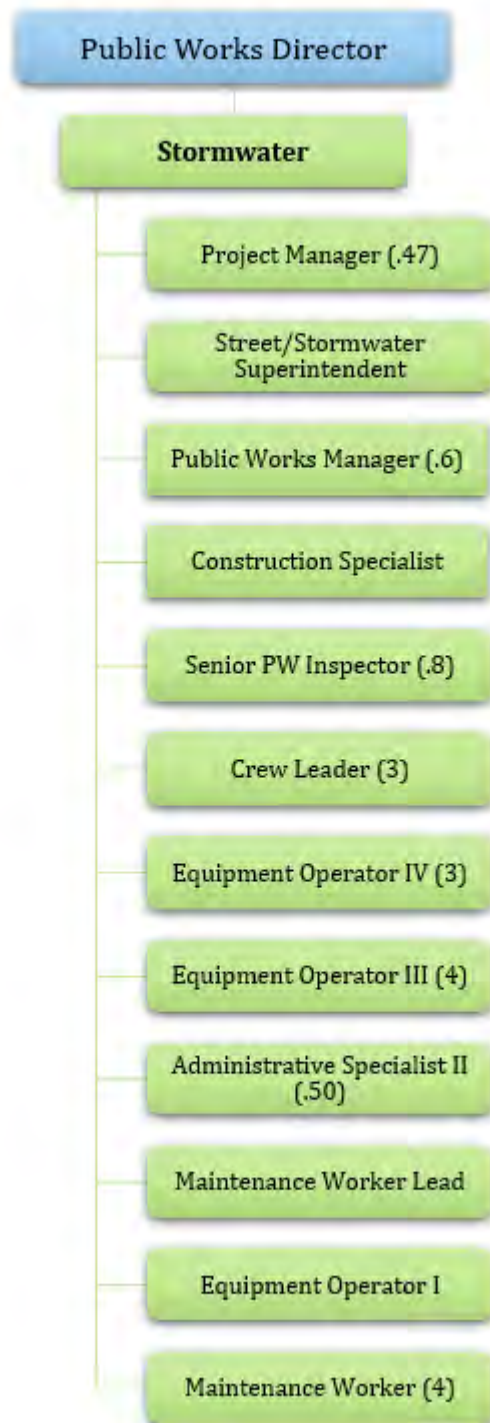 Public Works Director
Stormwater
Project Manager (.47)
Street/Stormwater
Superintendent
Public Works Manager (.6)
Construction Specialist
Senior PW Inspector (.8)
Crew Leader (3)
Equipment Operator IV (3)
Equipment Operator III (4)
Administrative Specialist II
(.50)
Maintenance Worker Lead
Equipment Operator I
Maintenance Worker (4)